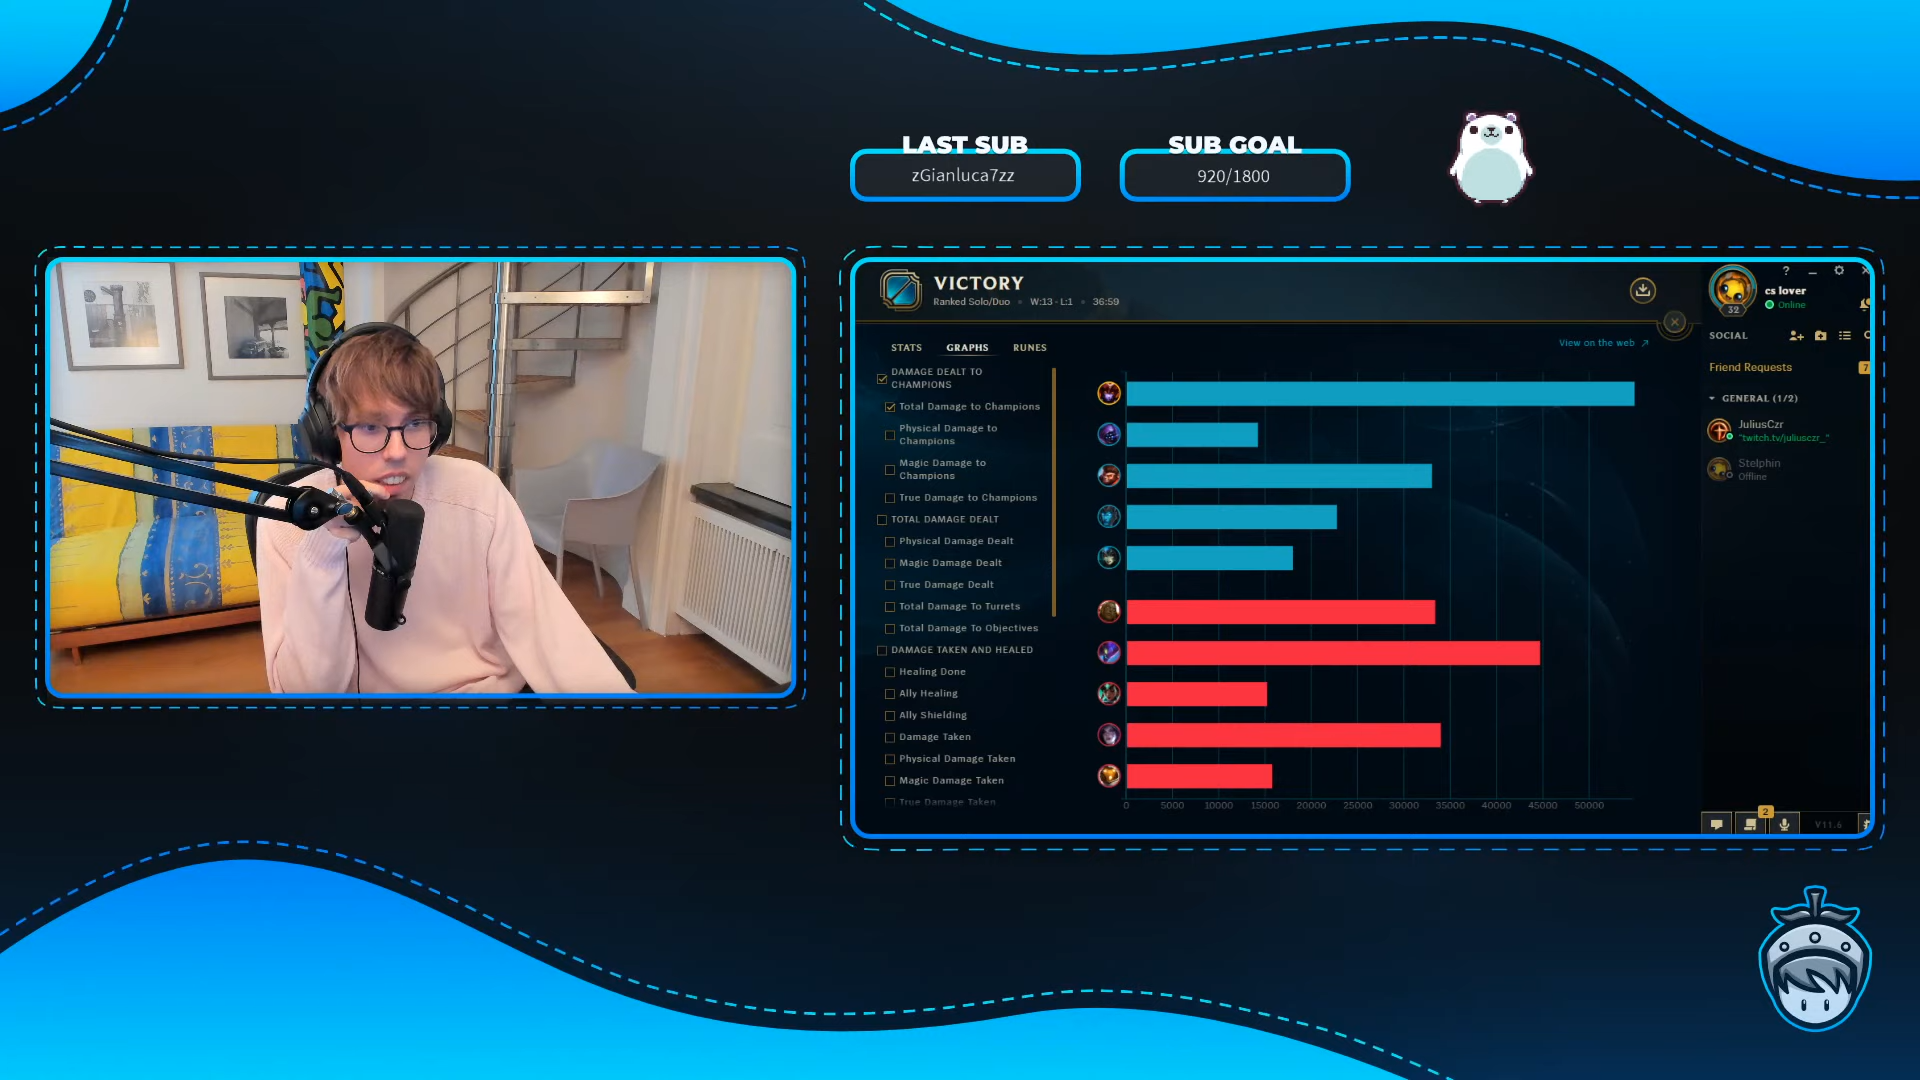 LAST SUB
zGianluca7zz
SUB GOAL
920/1800
VICTORY
Ranked Solo/Duo • W:13 - L:1 • 36:59
cs lover
Online
32
SOCIAL
STATS
GRAPHS
RUNES
View on the web
Friend Requests
7
GENERAL (1/2)
JuliusCzr
"twitch.tv/juliusczr_"
Stelphin
Offline
DAMAGE DEALT TO
CHAMPIONS
Total Damage to Champions
Physical Damage to
Champions
Magic Damage to
Champions
True Damage to Champions
TOTAL DAMAGE DEALT
Physical Damage Dealt
Magic Damage Dealt
True Damage Dealt
Total Damage To Turrets
Total Damage To Objectives
DAMAGE TAKEN AND HEALED
Healing Done
Ally Healing
Ally Shielding
Damage Taken
Physical Damage Taken
Magic Damage Taken
True Damage Taken
0 5000 10000 15000 20000 25000 30000 35000 40000 45000 50000
2
V11.6